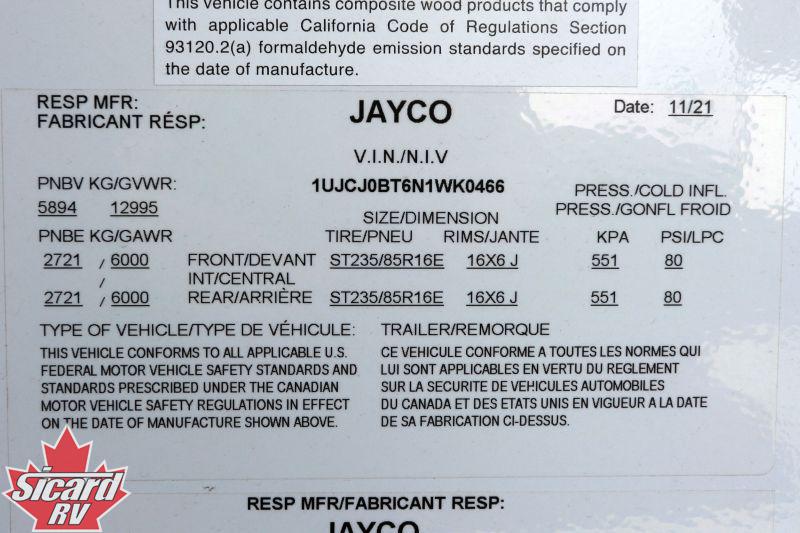 This vehicle contains composite wood products that comply
with applicable California Code of Regulations Section
93120.2(a) formaldehyde emission standards specified on
the date of manufacture.
RESP MFR:
FABRICANT RÉSP:
JAYCO
Date: 11/21
V.I.N./N.I.V
PNBV KG/GVWR:
1UJCJ0BT6N1WK0466
PRESS./COLD INFL.
5894 12995
SIZE/DIMENSION
PRESS./GONFL FROID
PNBE KG/GAWR
TIRE/PNEU RIMS/JANTE
KPA PSI/LPC
2721 / 6000 FRONT/DEVANT ST235/85R16E 16X6 J 551 80
/ INT/CENTRAL
2721 / 6000 REAR/ARRIÈRE ST235/85R16E 16X6 J 551 80
TYPE OF VEHICLE/TYPE DE VÉHICULE: TRAILER/REMORQUE
THIS VEHICLE CONFORMS TO ALL APPLICABLE U.S.
FEDERAL MOTOR VEHICLE SAFETY STANDARDS AND
STANDARDS PRESCRIBED UNDER THE CANADIAN
MOTOR VEHICLE SAFETY REGULATIONS IN EFFECT
ON THE DATE OF MANUFACTURE SHOWN ABOVE.
CE VEHICULE CONFORME A TOUTES LES NORMES QUI
LUI SONT APPLICABLES EN VERTU DU REGLEMENT
SUR LA SECURITE DE VEHICULES AUTOMOBILES
DU CANADA ET DES ETATS UNIS EN VIGUEUR A LA DATE
DE SA FABRICATION CI-DESSUS.
Sicard
RV
RESP MFR/FABRICANT RESP:
JAYCO